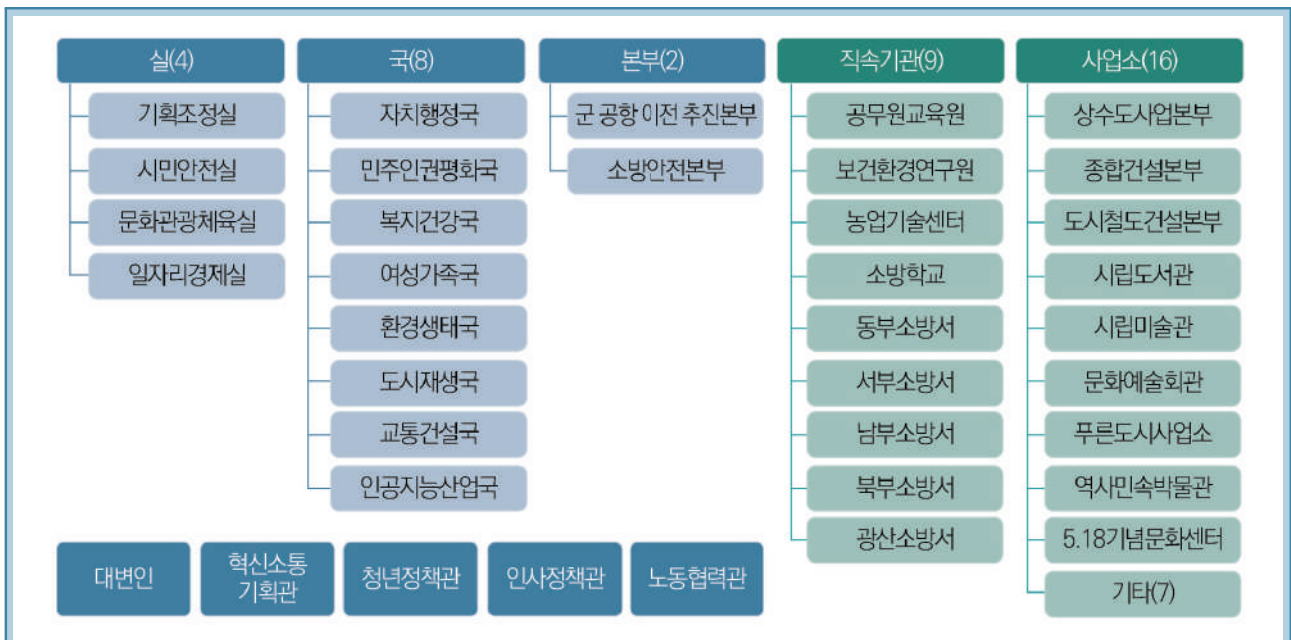 실(4)
기획조정실
시민안전실
문화관광체육실
일자리경제실
국(8)
자치행정국
민주인권평화국
복지건강국
여성가족국
환경생태국
도시재생국
교통건설국
인공지능산업국
본부(2)
군 공항 이전 추진본부
소방안전본부
직속기관(9)
공무원교육원
보건환경연구원
농업기술센터
소방학교
동부소방서
서부소방서
남부소방서
북부소방서
광산소방서
사업소(16)
상수도사업본부
종합건설본부
도시철도건설본부
시립도서관
시립미술관
문화예술회관
푸른도시사업소
역사민속박물관
5.18기념문화센터
기타(7)
대변인
혁신소통
기획관
청년정책관
인사정책관
노동협력관